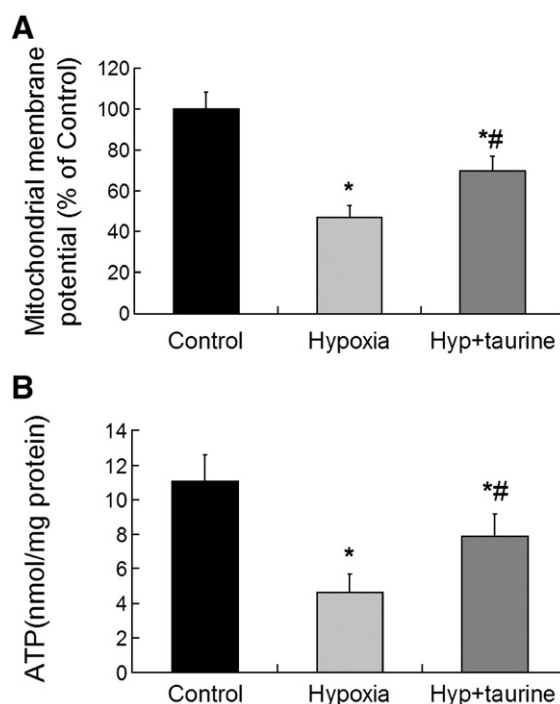 A
Mitochondrial membrane
potential (% of Control)
120
100
80
60
40
20
0
*
*#
Control Hypoxia Hyp+taurine
B
ATP(nmol/mg protein)
14
12
10
8
6
4
2
0
*
*#
Control Hypoxia Hyp+taurine